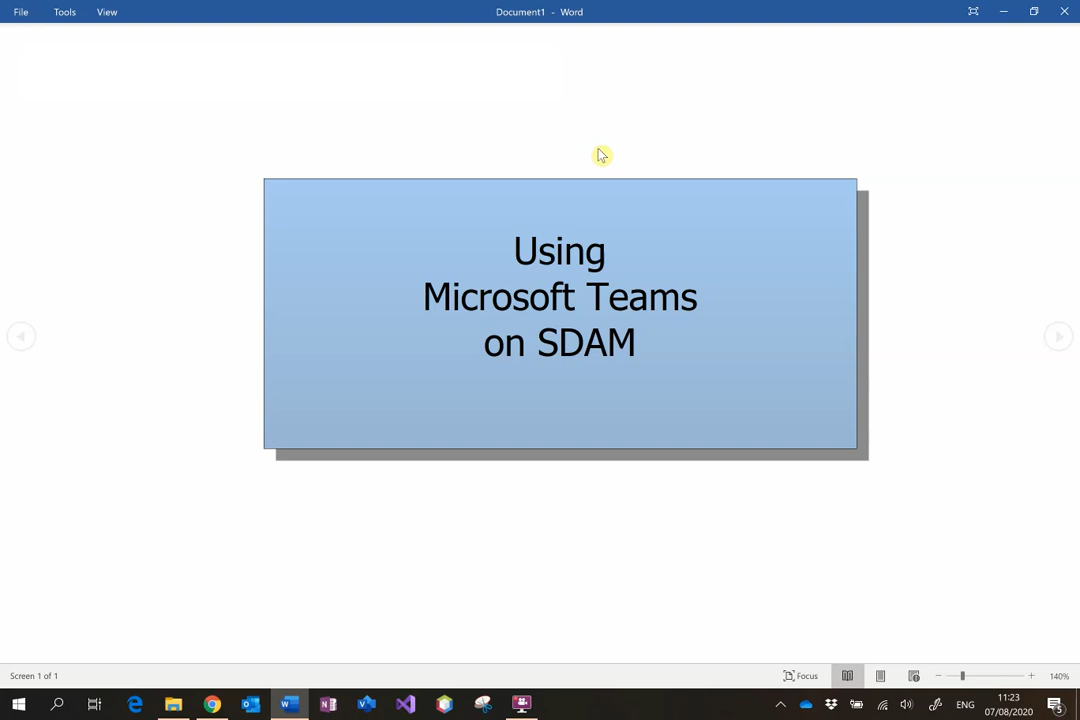 File Tools View
Document1 - Word
Using
Microsoft Teams
on SDAM
Screen 1 of 1
Focus
140%
ENG
11:23
07/08/2020
5